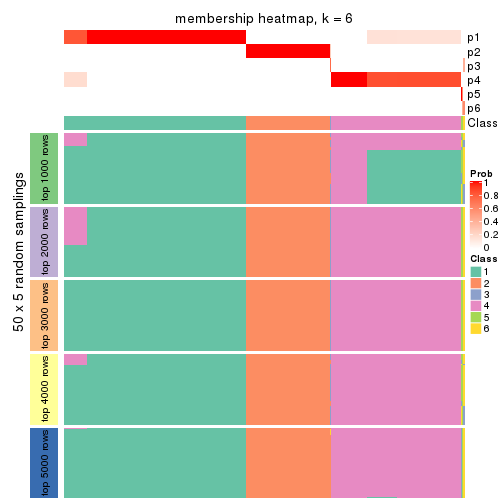 membership heatmap, k = 6
p1
p2
p3
p4
p5
p6
Class
50 x 5 random samplings
top 1000 rows
top 2000 rows
top 3000 rows
top 4000 rows
top 5000 rows
Prob
1
0.8
0.6
0.4
0.2
0
Class
1
2
3
4
5
6